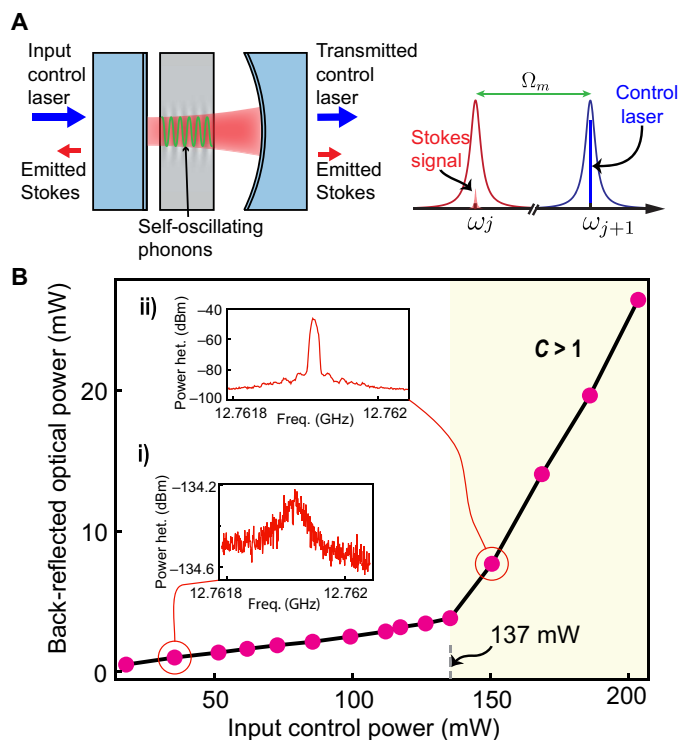 A
Input
control
laser
Transmitted
control
laser
Emitted
Stokes
Emitted
Stokes
Self-oscillating
phonons
Ωm
Control
laser
Stokes
signal
ωj
ωj+1
B
Back-reflected optical power (mW)
20
10
0
50
100
150
200
Input control power (mW)
C > 1
137 mW
ii)
Power het. (dBm)
−40
−60
−80
−100
12.7618
12.762
Freq. (GHz)
i)
Power het. (dBm)
−134.2
−134.6
12.7618
12.762
Freq. (GHz)